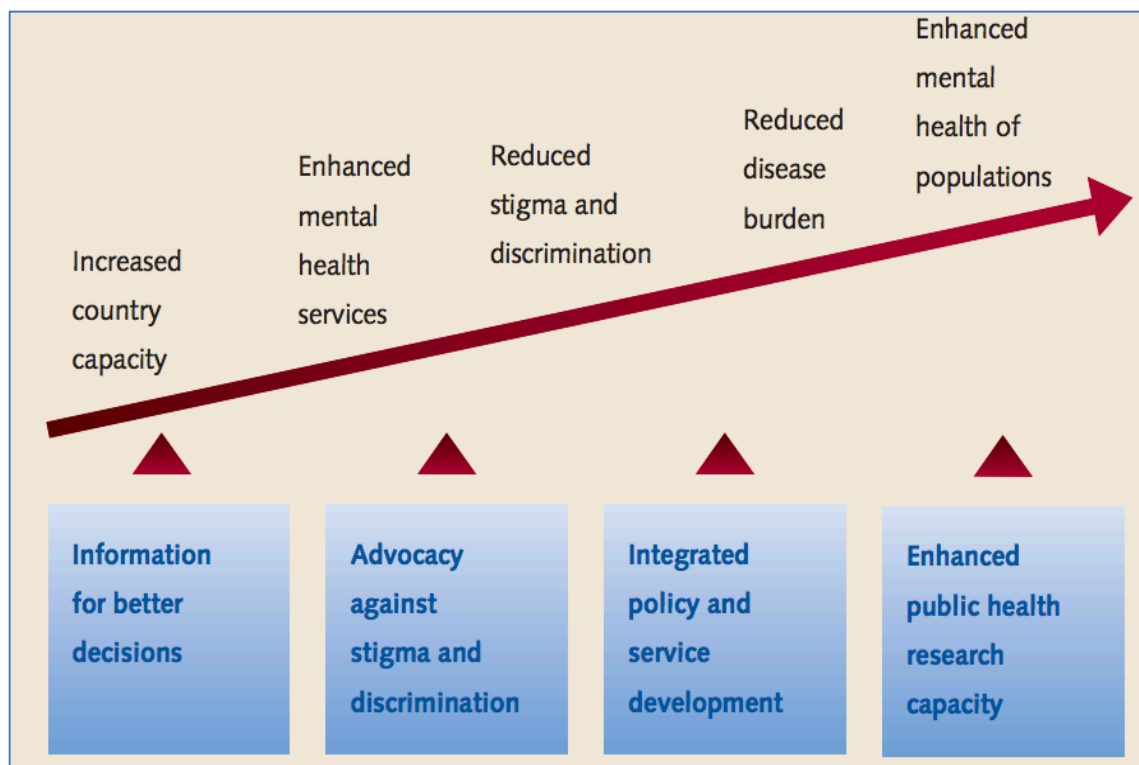 Increased
country
capacity
Enhanced
mental
health
services
Reduced
stigma and
discrimination
Reduced
disease
burden
Enhanced
mental
health of
populations
Information
for better
decisions
Advocacy
against
stigma and
discrimination
Integrated
policy and
service
development
Enhanced
public health
research
capacity